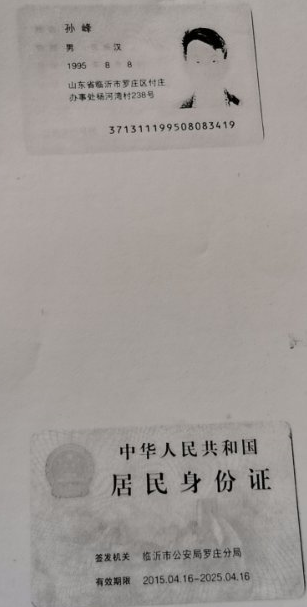 孙峰
男 汉
1995 8 8
山东省临沂市罗庄区付庄
办事处杨河湾村238号
371311199508083419
中华人民共和国
居民身份证
签发机关 临沂市公安局罗庄分局
有效期限 2015.04.16-2025.04.16